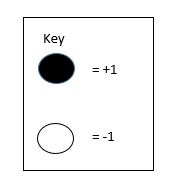 Key
= +1
= -1